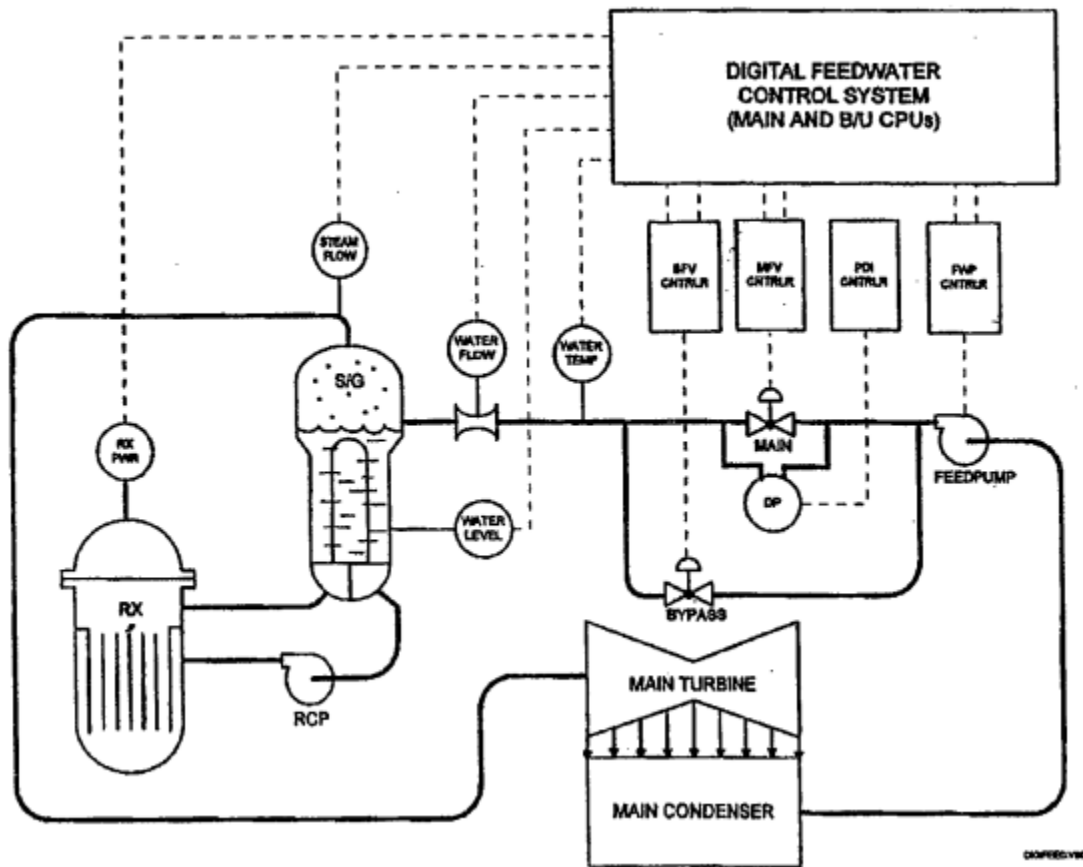 DIGITAL FEEDWATER
CONTROL SYSTEM
(MAIN AND B/U CPUs)
STEAM
FLOW
BFV
CNTRLR
MFV
CNTRLR
PDI
CNTRLR
FWP
CNTRLR
WATER
FLOW
WATER
TEMP
S/G
RX
PWR
MAIN
FEEDPUMP
DP
WATER
LEVEL
RX
BYPASS
RCP
MAIN TURBINE
MAIN CONDENSER